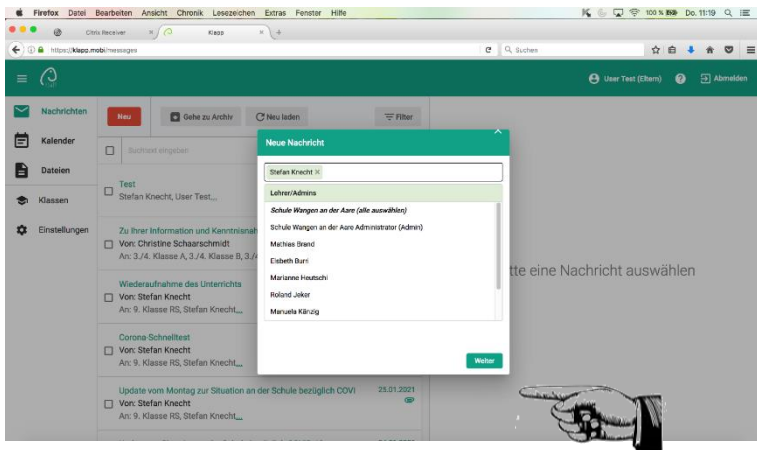 Firefox Datei Bearbeiten Ansicht Chronik Lesezeichen Extras Fenster Hilfe
100 % Do. 11:19
Citrix Receiver
Klapp
https://klapp.mobi/messages
Suchen
User Test (Eltern)
Abmelden
Nachrichten
Kalender
Dateien
Klassen
Einstellungen
Neu
Gehe zu Archiv
Neu laden
Filter
Suchtext eingeben
Test
Stefan Knecht, User Test,...
Zu Ihrer Information und Kenntnisnah
Von: Christine Schaarschmidt
An: 3./4. Klasse A, 3./4. Klasse B, 3./4
Wiederaufnahme des Unterrichts
Von: Stefan Knecht
An: 9. Klasse RS, Stefan Knecht,...
Corona-Schnelltest
Von: Stefan Knecht
An: 9. Klasse RS, Stefan Knecht,...
Update vom Montag zur Situation an der Schule bezüglich COVI
25.01.2021
Von: Stefan Knecht
An: 9. Klasse RS, Stefan Knecht,...
Neue Nachricht
Stefan Knecht ×
Lehrer/Admins
Schule Wangen an der Aare (alle auswählen)
Schule Wangen an der Aare Administrator (Admin)
Mathias Brand
Elsbeth Burri
Marianne Heutschi
Roland Jeker
Manuela Känzig
Weiter
tte eine Nachricht auswählen